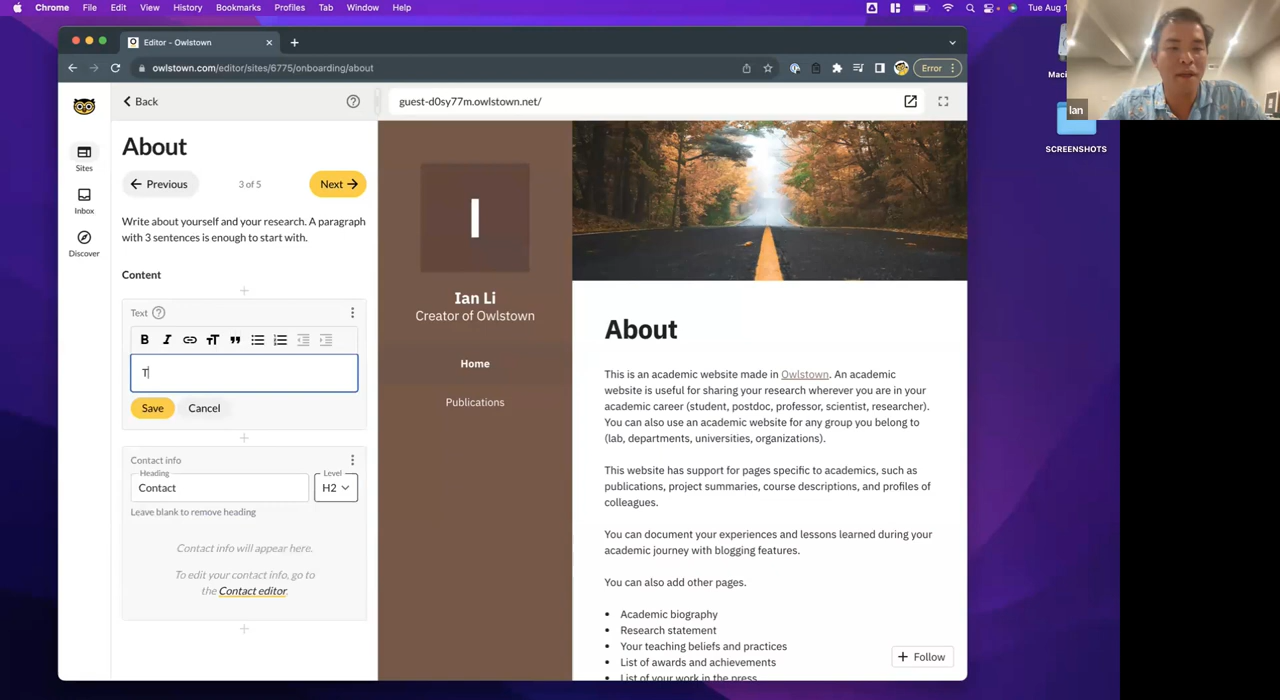 Chrome File Edit View History Bookmarks Profiles Tab Window Help Tue Aug 1
Editor - Owlstown
owlstown.com/editor/sites/6775/onboarding/about
Error
Back
guest-d0sy77m.owlstown.net/
Sites
Inbox
Discover
About
Previous 3 of 5 Next
Write about yourself and your research. A paragraph
with 3 sentences is enough to start with.
Content
Text
T
Save Cancel
Contact info
Heading Level
Contact H2
Leave blank to remove heading
Contact info will appear here.
To edit your contact info, go to
the Contact editor.
I
Ian Li
Creator of Owlstown
Home
Publications
About
This is an academic website made in Owlstown. An academic
website is useful for sharing your research wherever you are in your
academic career (student, postdoc, professor, scientist, researcher).
You can also use an academic website for any group you belong to
(lab, departments, universities, organizations).
This website has support for pages specific to academics, such as
publications, project summaries, course descriptions, and profiles of
colleagues.
You can document your experiences and lessons learned during your
academic journey with blogging features.
You can also add other pages.
• Academic biography
• Research statement
• Your teaching beliefs and practices
• List of awards and achievements
• List of your work in the press
+ Follow
Ian
Maci
SCREENSHOTS